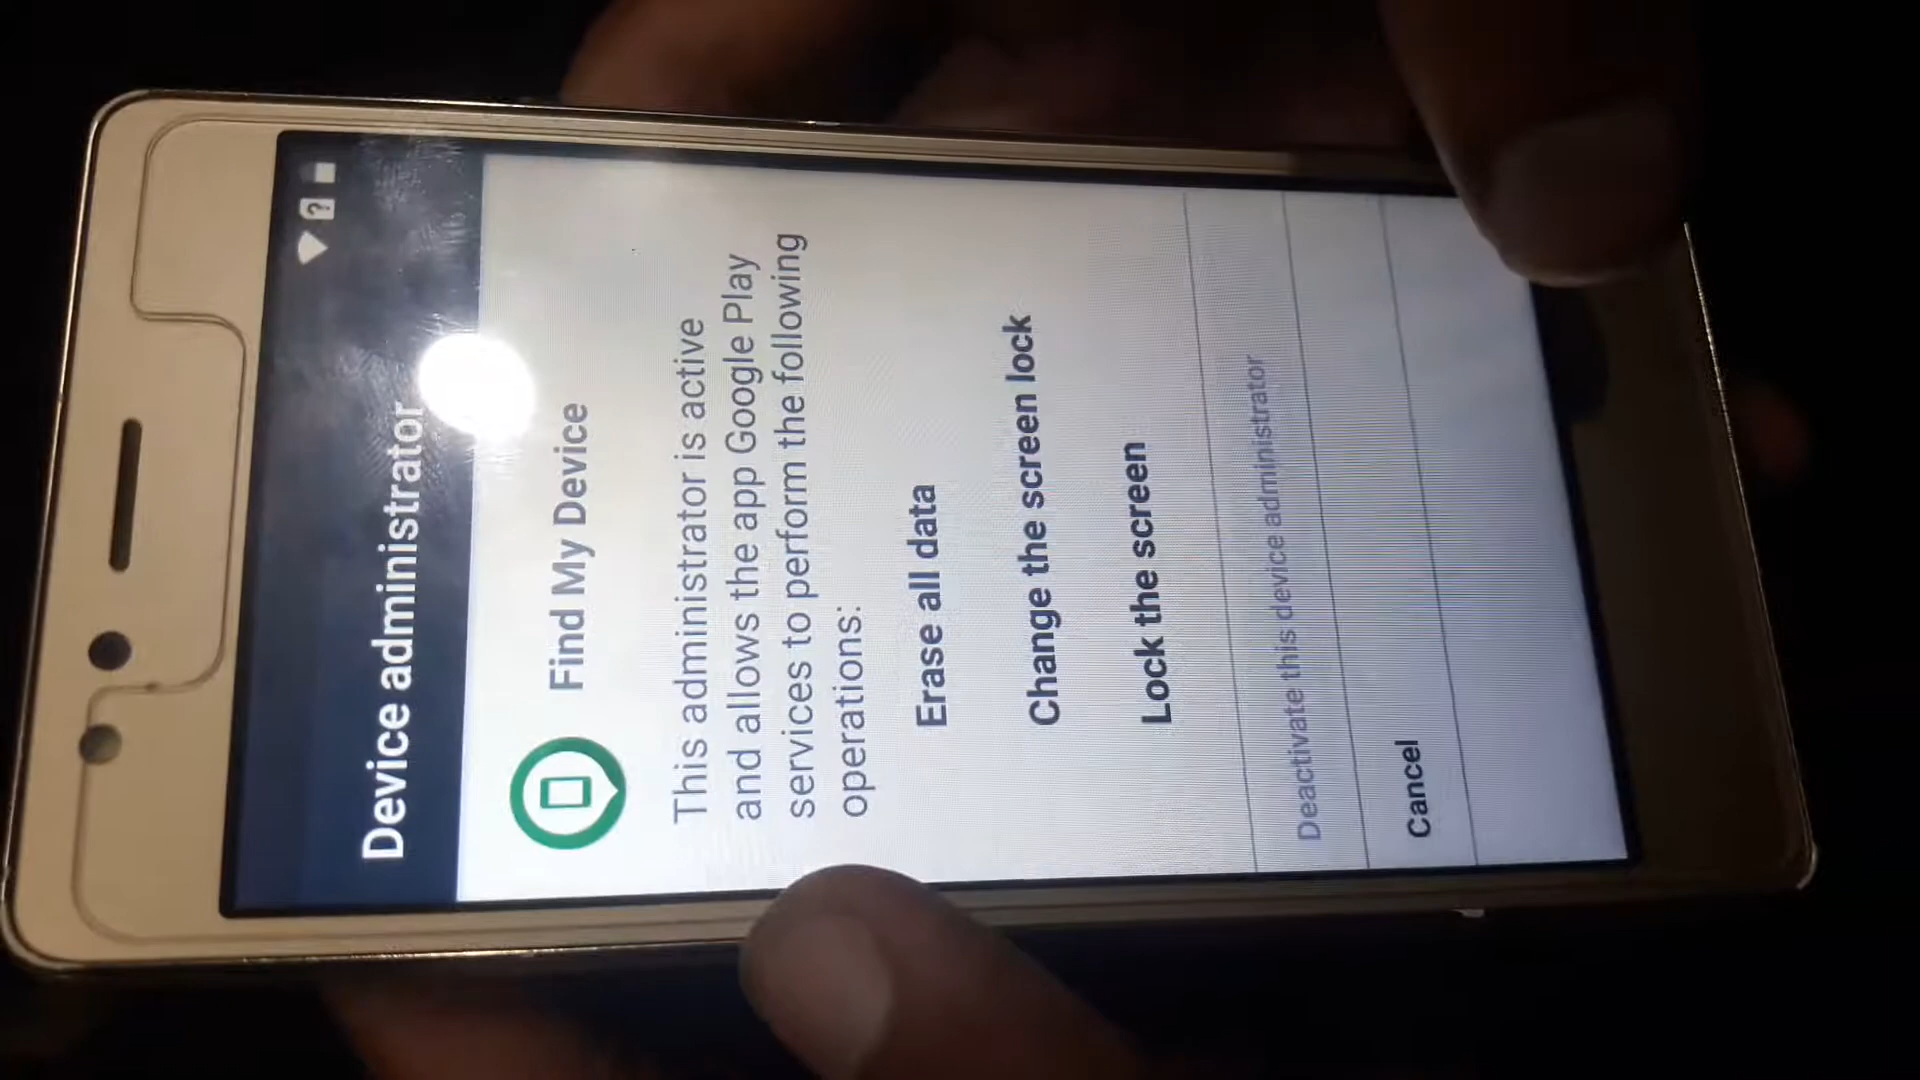 Device administrator
Find My Device
This administrator is active
and allows the app Google Play
services to perform the following
operations:
Erase all data
Change the screen lock
Lock the screen
Deactivate this device administrator
Cancel